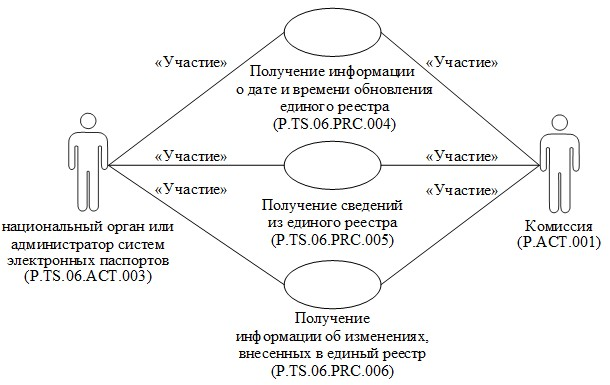 «Участие»
«Участие»
Получение информации
о дате и времени обновления
единого реестра
(P.TS.06.PRC.004)
«Участие»
«Участие»
«Участие»
«Участие»
Получение сведений
из единого реестра
(P.TS.06.PRC.005)
национальный орган или
администратор систем
электронных паспортов
(P.TS.06.ACT.003)
Комиссия
(P.ACT.001)
Получение
информации об изменениях,
внесенных в единый реестр
(P.TS.06.PRC.006)